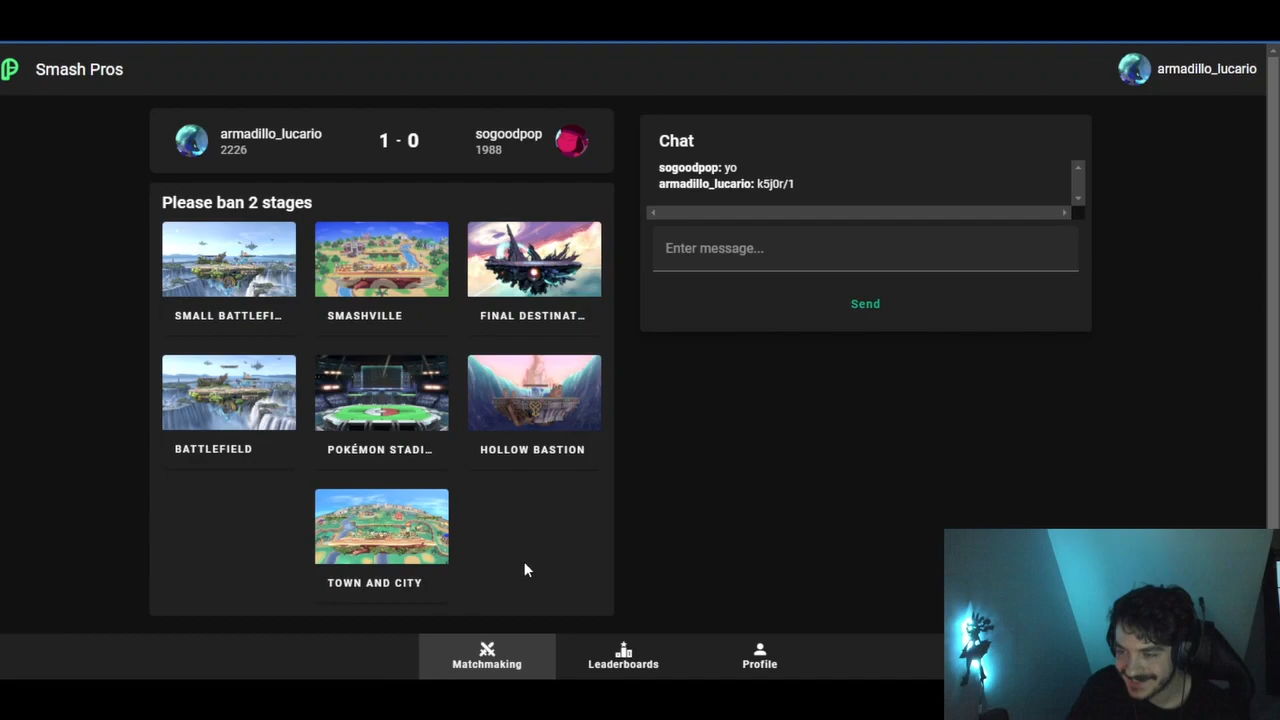 Smash Pros
armadillo_lucario
armadillo_lucario
2226
1 - 0
sogoodpop
1988
Please ban 2 stages
SMALL BATTLEFI...
SMASHVILLE
FINAL DESTINAT...
BATTLEFIELD
POKÉMON STADI...
HOLLOW BASTION
TOWN AND CITY
Chat
sogoodpop: yo
armadillo_lucario: k5j0r/1
Enter message...
Send
Matchmaking
Leaderboards
Profile